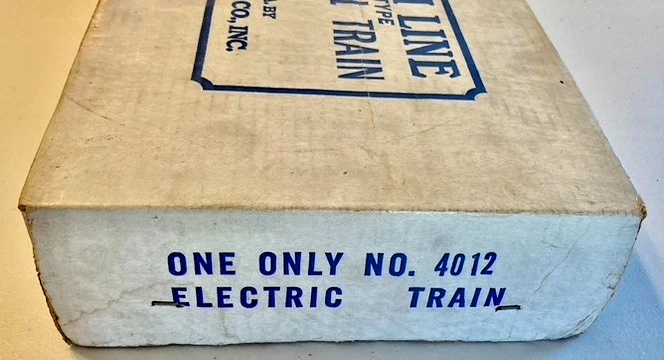 LINE
TYPE
TRAIN
BY
CO., INC.
ONE ONLY NO. 4012
ELECTRIC TRAIN